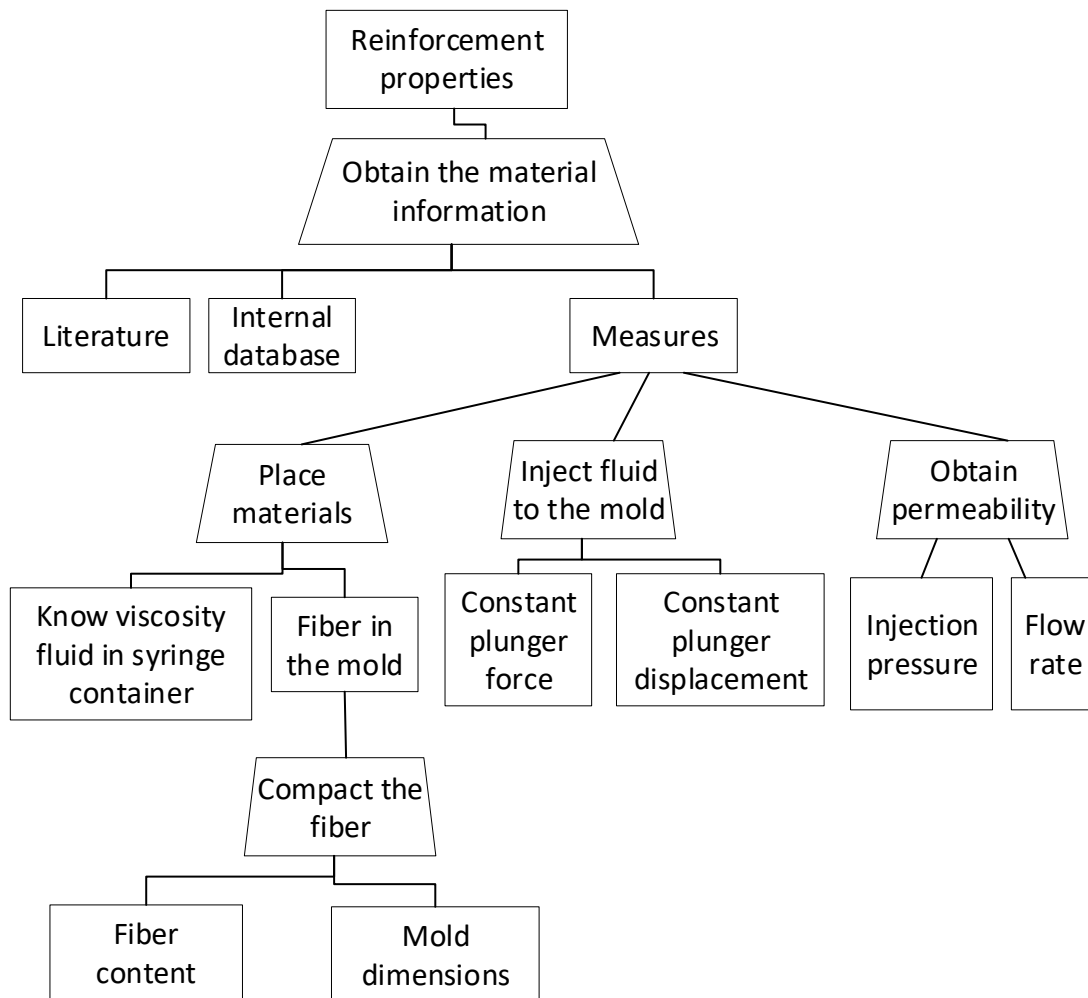 Reinforcement
properties
Obtain the material
information
Literature
Internal
database
Measures
Place
materials
Inject fluid
to the mold
Obtain
permeability
Know viscosity
fluid in syringe
container
Fiber in
the mold
Constant
plunger
force
Constant
plunger
displacement
Injection
pressure
Flow
rate
Compact the
fiber
Fiber
content
Mold
dimensions